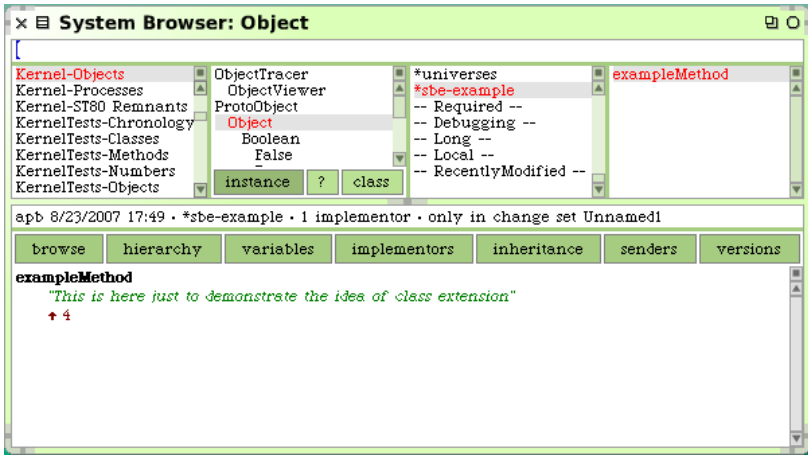 System Browser: Object
Kernel-Objects
Kernel-Processes
Kernel-ST80 Remnants
KernelTests-Chronology
KernelTests-Classes
KernelTests-Methods
KernelTests-Numbers
KernelTests-Objects
ObjectTracer
ObjectViewer
ProtoObject
Object
Boolean
False
instance ? class
*universes
*sbe-example
-- Required --
-- Debugging --
-- Long --
-- Local --
-- RecentlyModified --
exampleMethod
apb 8/23/2007 17:49 · *sbe-example · 1 implementor · only in change set Unnamed1
browse hierarchy variables implementors inheritance senders versions
exampleMethod
"This is here just to demonstrate the idea of class extension"
↑ 4